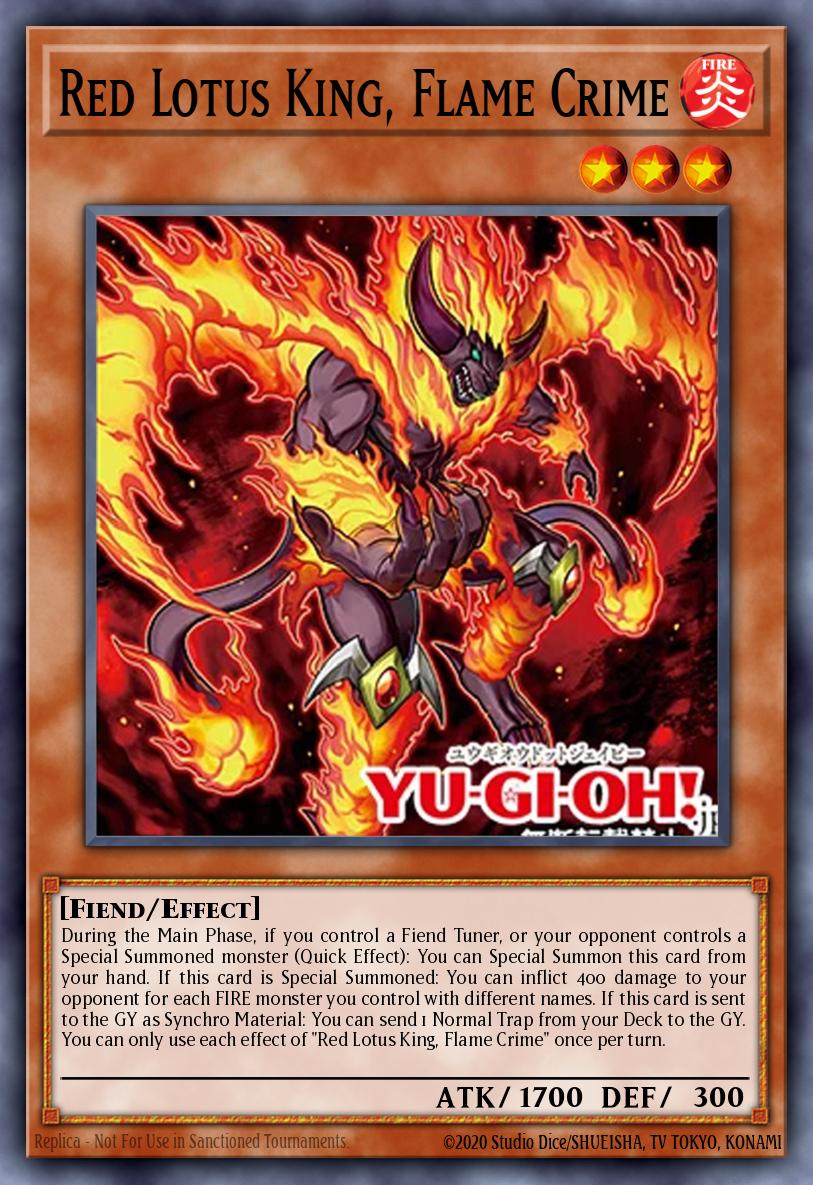 Red Lotus King, Flame Crime
FIRE
炎
ユウギオウドットジェイピー
YU-GI-OH!.jp
[Fiend/Effect]
During the Main Phase, if you control a Fiend Tuner, or your opponent controls a
Special Summoned monster (Quick Effect): You can Special Summon this card from
your hand. If this card is Special Summoned: You can inflict 400 damage to your
opponent for each FIRE monster you control with different names. If this card is sent
to the GY as Synchro Material: You can send 1 Normal Trap from your Deck to the GY.
You can only use each effect of "Red Lotus King, Flame Crime" once per turn.
ATK/ 1700 DEF/ 300
Replica - Not For Use in Sanctioned Tournaments.
©2020 Studio Dice/SHUEISHA, TV TOKYO, KONAMI